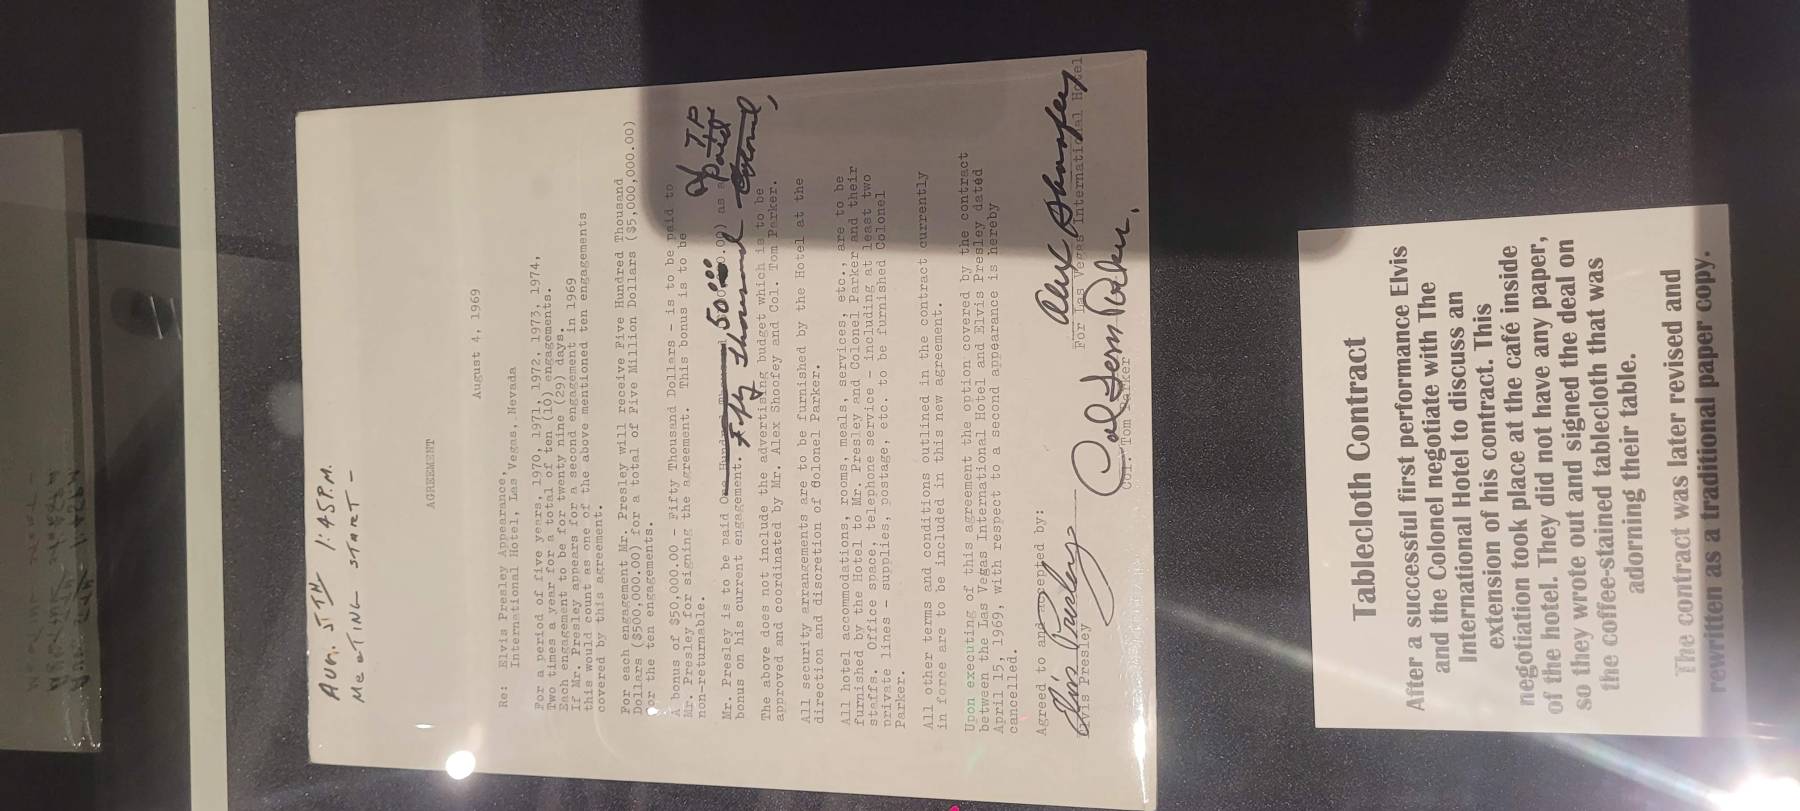 AUG. 5TH 1:45 P.M.
MEETING START -
AGREEMENT
August 4, 1969
Re: Elvis Presley Appearance,
International Hotel, Las Vegas, Nevada
For a period of five years, 1970, 1971, 1972, 1973, 1974,
Two times a year for a total of ten (10) engagements.
Each engagement to be for twenty nine (29) days.
If Mr. Presley appears for a second engagement in 1969
this would count as one of the above mentioned ten engagements
covered by this agreement.
For each engagement Mr. Presley will receive Five Hundred Thousand
Dollars ($500,000.00) for a total of Five Million Dollars ($5,000,000.00)
for the ten engagements.
A bonus of $50,000.00 - Fifty Thousand Dollars - is to be paid to
Mr. Presley for signing the agreement. This bonus is to be
non-returnable.
Mr. Presley is to be paid One as a
bonus on his current engagement. Fifty thousand
The above does not include the advertising budget which is to be
approved and coordinated by Mr. Alex Shoofey and Col. Tom Parker.
All security arrangements are to be furnished by the Hotel at the
direction and discretion of Colonel Parker.
All hotel accommodations, rooms, meals, services, etc., are to be
furnished by the Hotel to Mr. Presley and Colonel Parker and their
staffs. Office space, telephone service - including at least two
private lines - supplies, postage, etc. to be furnished Colonel
Parker.
All other terms and conditions outlined in the contract currently
in force are to be included in this new agreement.
Upon executing of this agreement the option covered by the contract
between the Las Vegas International Hotel and Elvis Presley dated
April 15, 1969, with respect to a second appearance is hereby
cancelled.
Agreed to and accepted by:
Elvis Presley
Elvis Presley
Col Tom Parker.
Col. Tom Parker
Alex Shoofey
For Las Vegas International Hotel
Tablecloth Contract
After a successful first performance Elvis
and the Colonel negotiate with The
International Hotel to discuss an
extension of his contract. This
negotiation took place at the café inside
of the hotel. They did not have any paper,
so they wrote out and signed the deal on
the coffee-stained tablecloth that was
adorning their table.
The contract was later revised and
rewritten as a traditional paper copy.